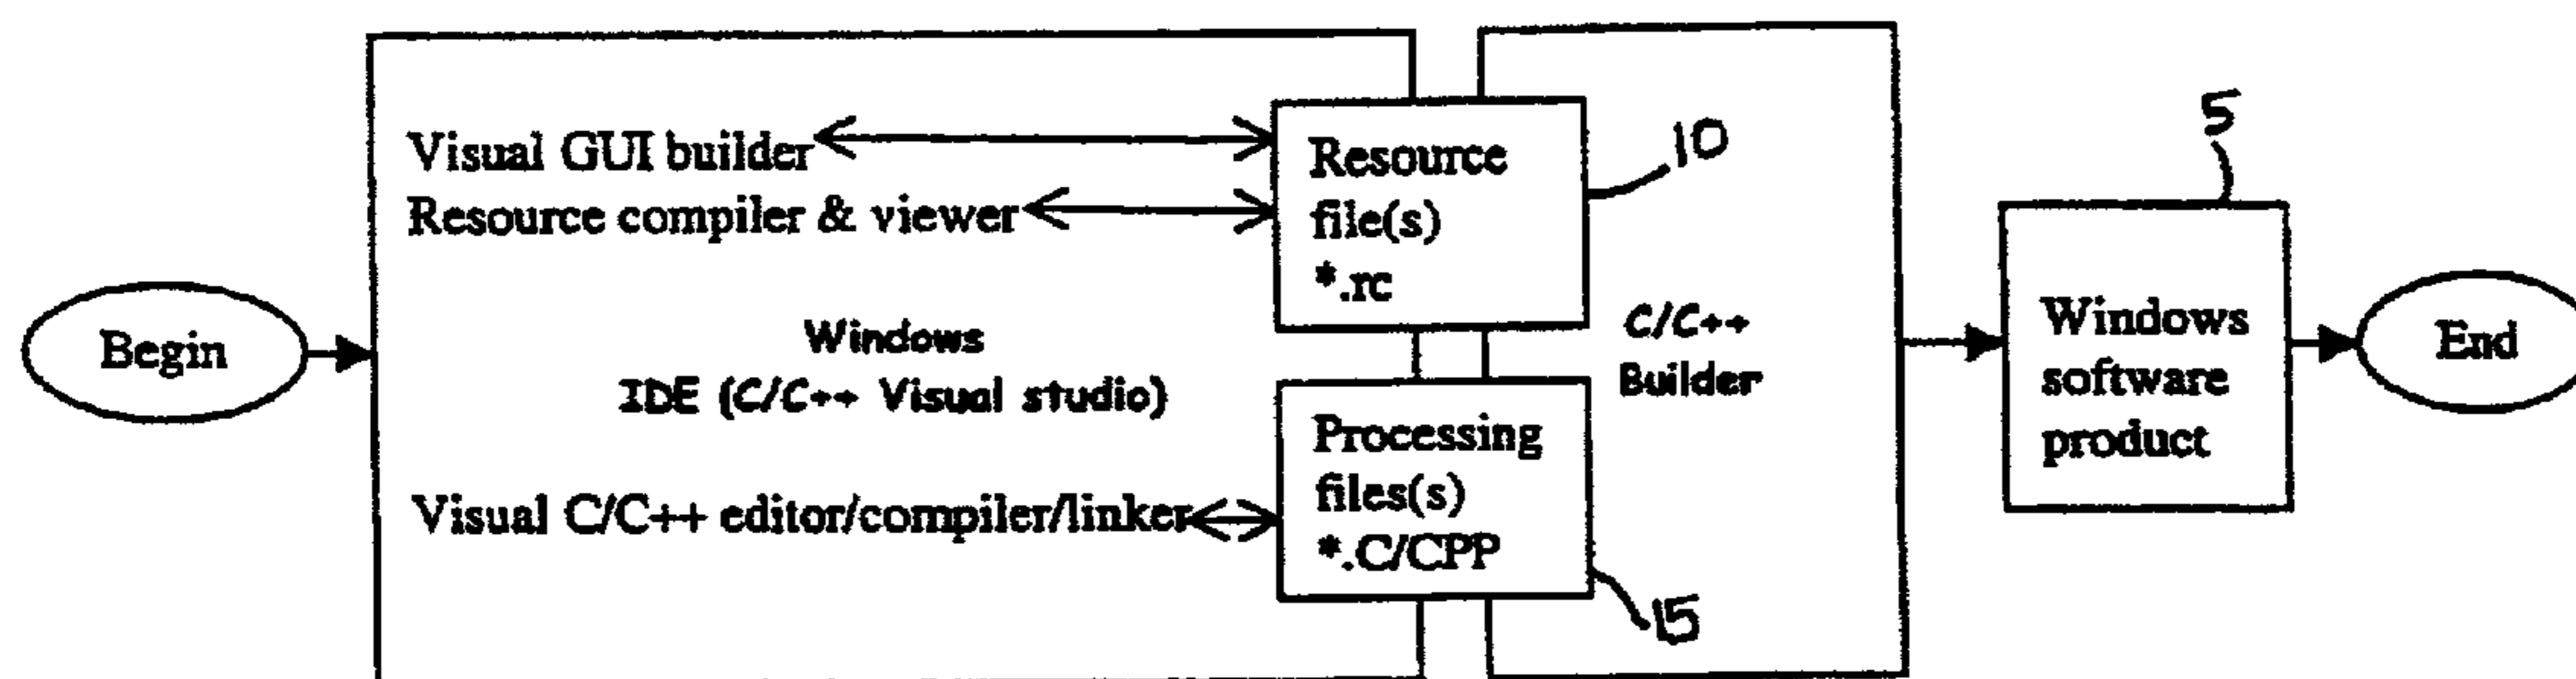 Begin
Visual GUI builder
Resource compiler & viewer
Windows
IDE (C/C++ Visual studio)
Visual C/C++ editor/compiler/linker
Resource
file(s)
*.rc
10
Processing
files(s)
*.C/CPP
15
C/C++
Builder
5
Windows
software
product
End